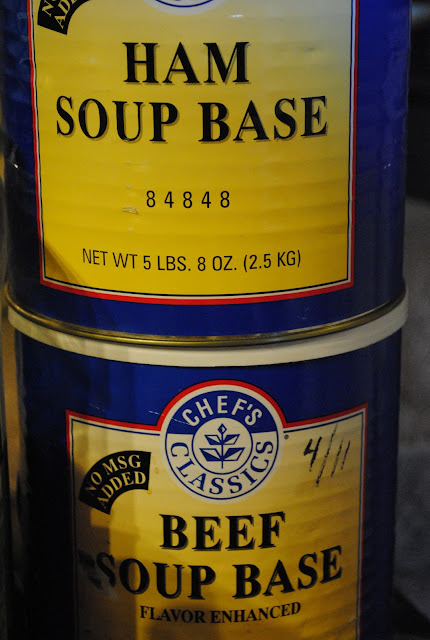 HAM
SOUP BASE
84848
NET WT 5 LBS. 8 OZ. (2.5 KG)
CHEF'S
CLASSICS
4/11
NO MSG
ADDED
BEEF
SOUP BASE
FLAVOR ENHANCED